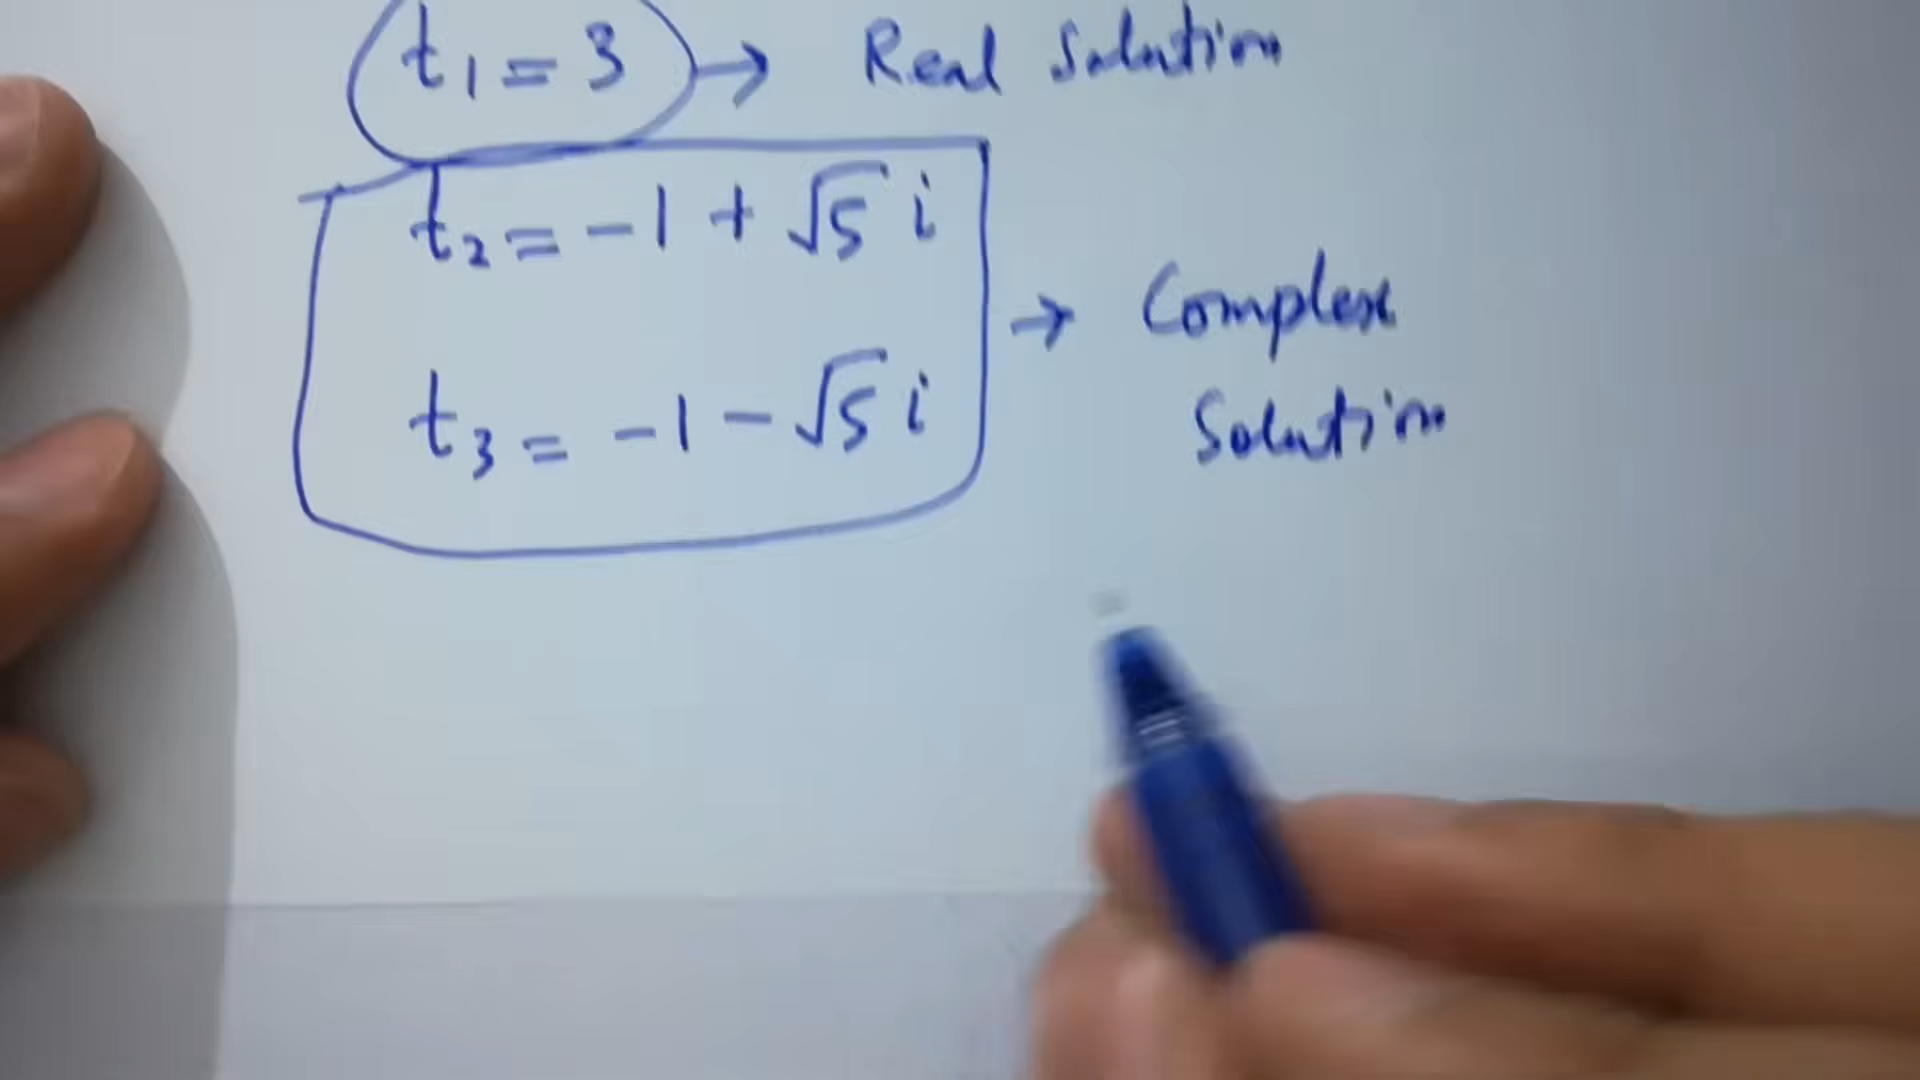 t₁ = 3 → Real Solution
t₂ = -1 + √5 i
→ Complex
t₃ = -1 - √5 i
Solution